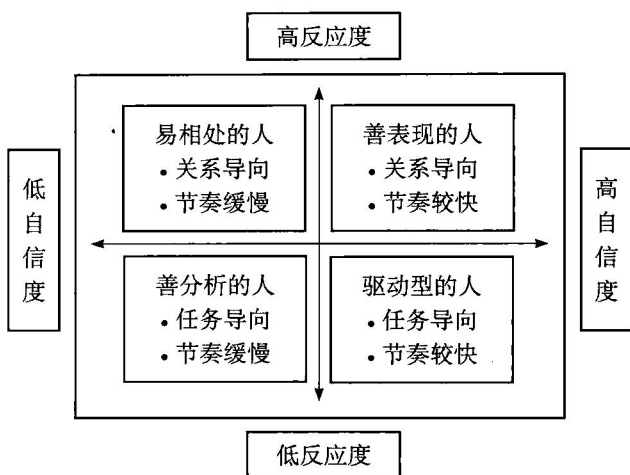 高反应度
易相处的人
• 关系导向
• 节奏缓慢
善表现的人
• 关系导向
• 节奏较快
低自信度
高自信度
善分析的人
• 任务导向
• 节奏缓慢
驱动型的人
• 任务导向
• 节奏较快
低反应度